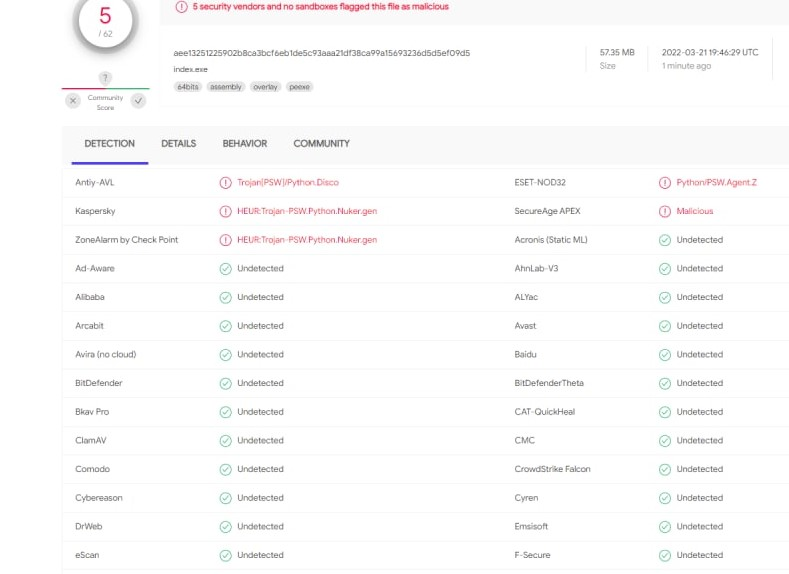 5
/ 62
5 security vendors and no sandboxes flagged this file as malicious
aee13251225902b8ca3bcf6eb1de5c93aaa21df38ca99a15693236d5d5ef09d5
index.exe
64bits assembly overlay peexe
57.35 MB
Size
2022-03-21 19:46:29 UTC
1 minute ago
?
Community
Score
DETECTION DETAILS BEHAVIOR COMMUNITY
Antiy-AVL Trojan[PSW]/Python.Disco ESET-NOD32 Python/PSW.Agent.Z
Kaspersky HEUR:Trojan-PSW.Python.Nuker.gen SecureAge APEX Malicious
ZoneAlarm by Check Point HEUR:Trojan-PSW.Python.Nuker.gen Acronis (Static ML) Undetected
Ad-Aware Undetected AhnLab-V3 Undetected
Alibaba Undetected ALYac Undetected
Arcabit Undetected Avast Undetected
Avira (no cloud) Undetected Baidu Undetected
BitDefender Undetected BitDefenderTheta Undetected
Bkav Pro Undetected CAT-QuickHeal Undetected
ClamAV Undetected CMC Undetected
Comodo Undetected CrowdStrike Falcon Undetected
Cybereason Undetected Cyren Undetected
DrWeb Undetected Emsisoft Undetected
eScan Undetected F-Secure Undetected